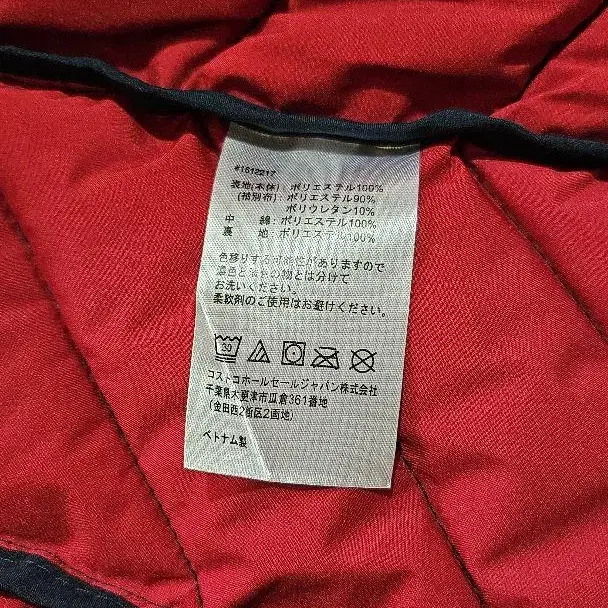 #1612217
表地(本体): ポリエステル100%
(袖別布): ポリエステル90%
ポリウレタン10%
中 綿: ポリエステル100%
裏 地: ポリエステル100%
色移りする可能性がありますので
濃色と淡色の物とは分けて
お洗いください。
柔軟剤のご使用はお避けください。
30
コストコホールセールジャパン株式会社
千葉県木更津市瓜倉361番地
(金田西2街区2画地)
ベトナム製